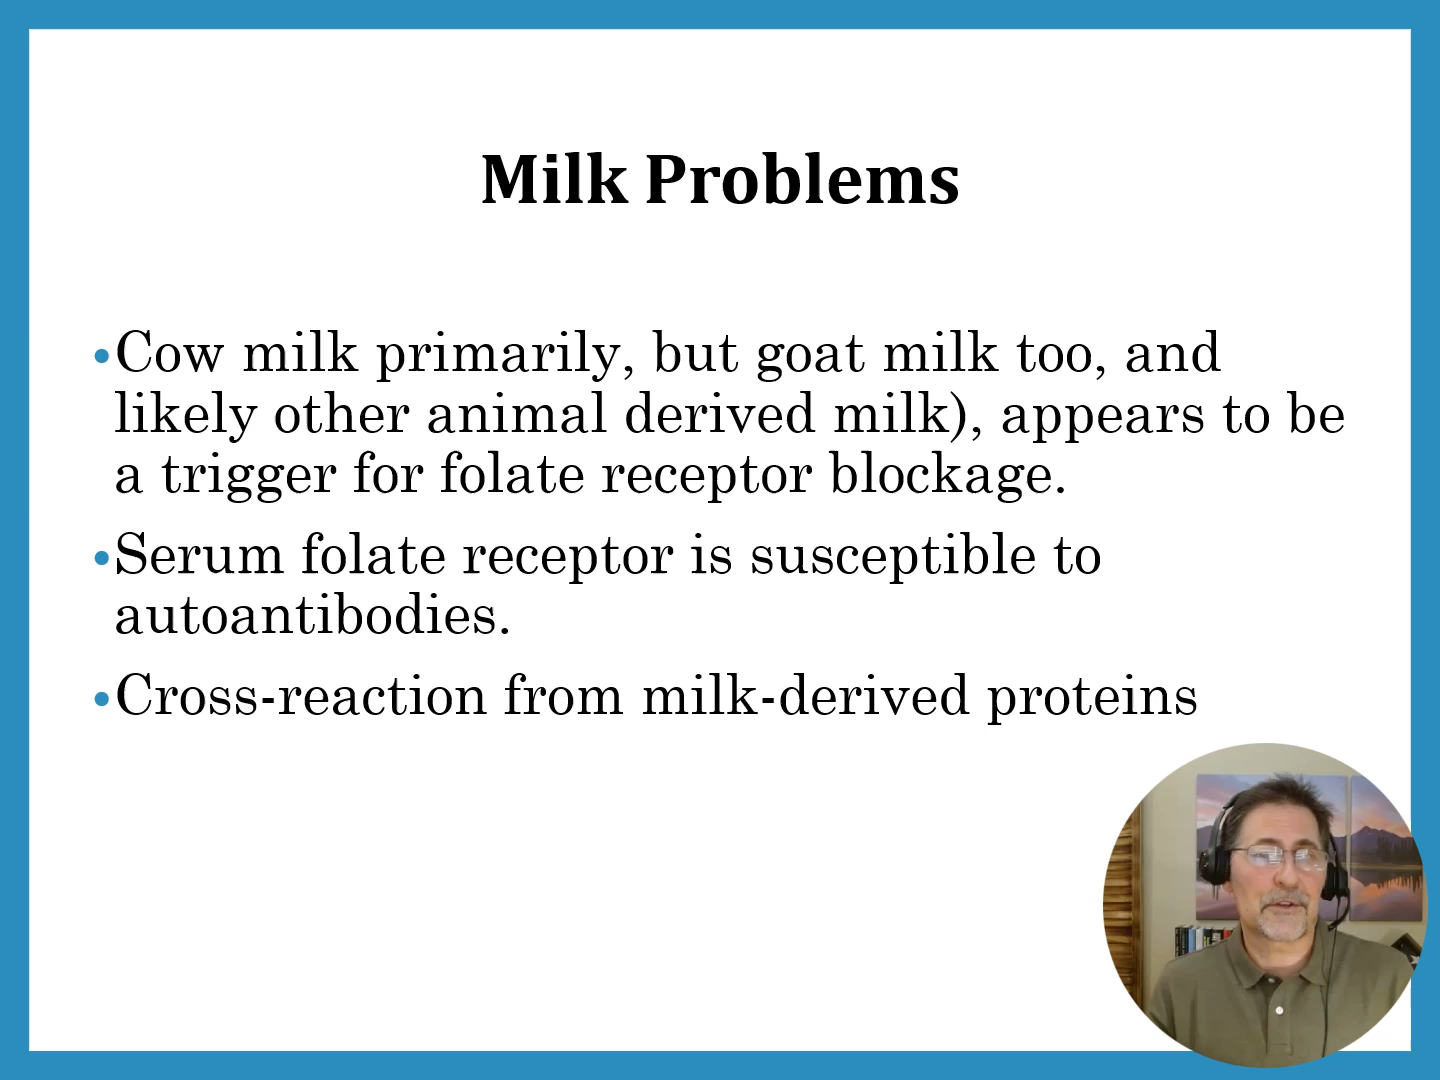 Milk Problems
•Cow milk primarily, but goat milk too, and
likely other animal derived milk), appears to be
a trigger for folate receptor blockage.
•Serum folate receptor is susceptible to
autoantibodies.
•Cross-reaction from milk-derived proteins